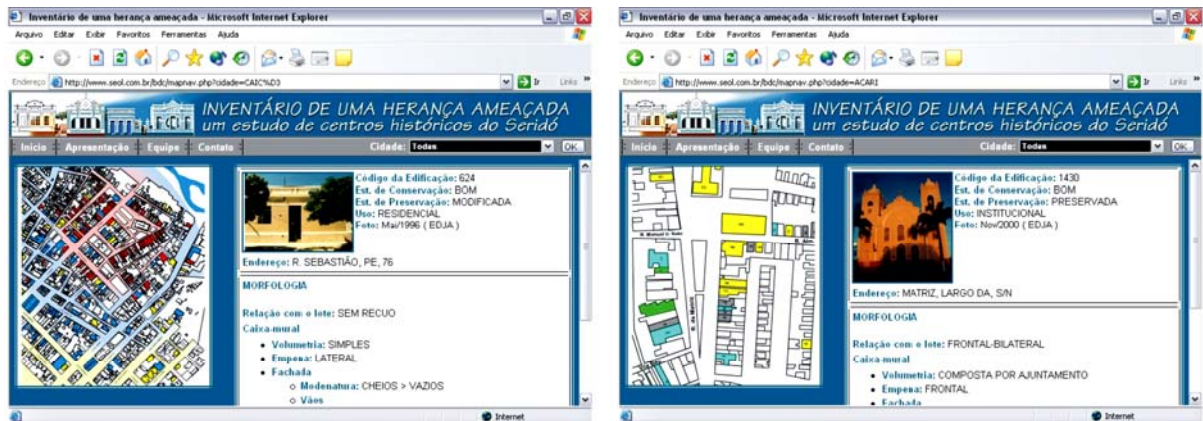 Inventário de uma herança ameaçada - Microsoft Internet Explorer
Arquivo Editar Exibir Favoritos Ferramentas Ajuda
Endereço http://www.seol.com.br/bdc/mapnav.php?cidade=CAIC%D3 Ir Links »
INVENTÁRIO DE UMA HERANÇA AMEAÇADA
um estudo de centros históricos do Seridó
Início Apresentação Equipe Contato Cidade: Todas OK
Código da Edificação: 624
Est. de Conservação: BOM
Est. de Preservação: MODIFICADA
Uso: RESIDENCIAL
Foto: Mai/1996 ( EDJA )
Endereço: R. SEBASTIÃO, PE, 76
MORFOLOGIA
Relação com o lote: SEM RECUO
Caixa-mural
Volumetria: SIMPLES
Empena: LATERAL
Fachada
Modenatura: CHEIOS > VAZIOS
Vãos
Internet
Inventário de uma herança ameaçada - Microsoft Internet Explorer
Arquivo Editar Exibir Favoritos Ferramentas Ajuda
Endereço http://www.seol.com.br/bdc/mapnav.php?cidade=ACARI Ir Links »
INVENTÁRIO DE UMA HERANÇA AMEAÇADA
um estudo de centros históricos do Seridó
Início Apresentação Equipe Contato Cidade: Todas OK
Código da Edificação: 1430
Est. de Conservação: BOM
Est. de Preservação: PRESERVADA
Uso: INSTITUCIONAL
Foto: Nov/2000 ( EDJA )
Endereço: MATRIZ, LARGO DA, S/N
MORFOLOGIA
Relação com o lote: FRONTAL-BILATERAL
Caixa-mural
Volumetria: COMPOSTA POR AJUNTAMENTO
Empena: FRONTAL
Fachada
Internet